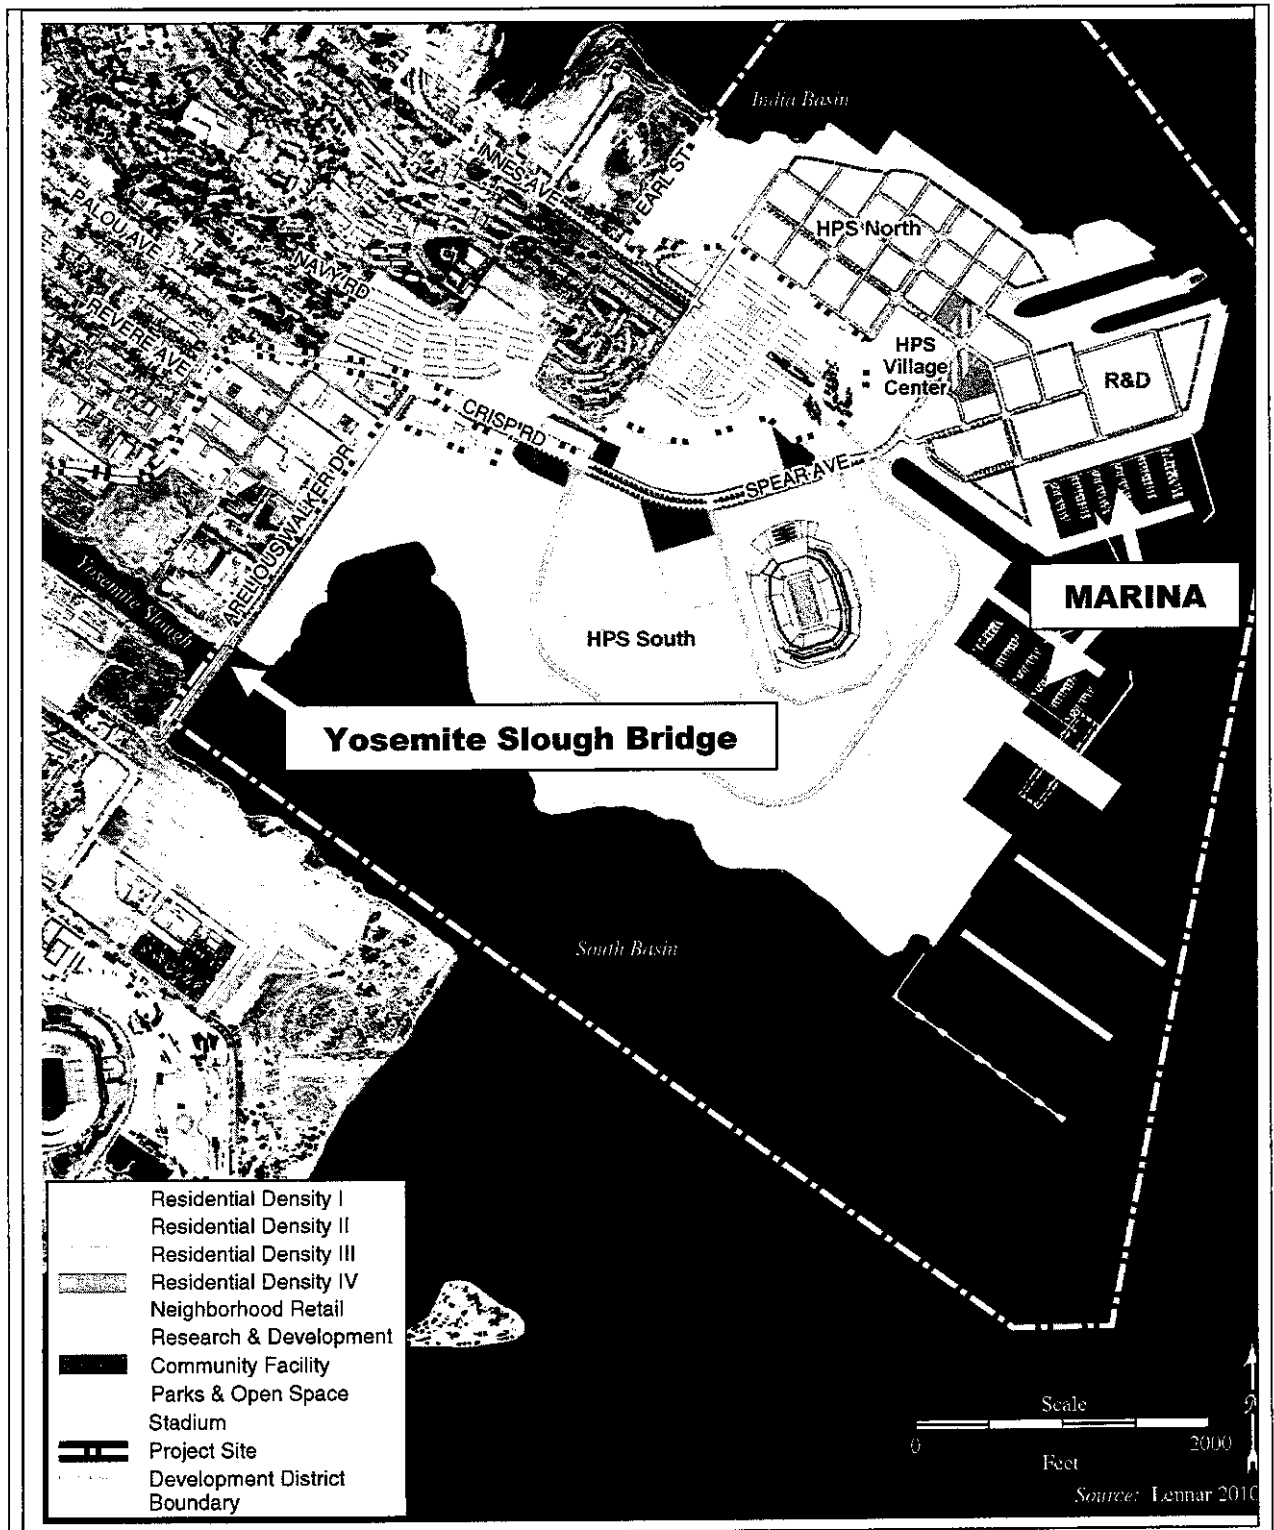 India Basin
INNES AVE
EARL ST
PALOU AVE
NAVY RD
REVERE AVE
HPS North
HPS
Village
Center
R&D
CRISP RD
SPEAR AVE
ARELIOUS WALKER DR
Yosemite Slough
MARINA
HPS South
Yosemite Slough Bridge
South Basin
Residential Density I
Residential Density II
Residential Density III
Residential Density IV
Neighborhood Retail
Research & Development
Community Facility
Parks & Open Space
Stadium
Project Site
Development District
Boundary
Scale
0 2000
Feet
Source: Lennar 2010